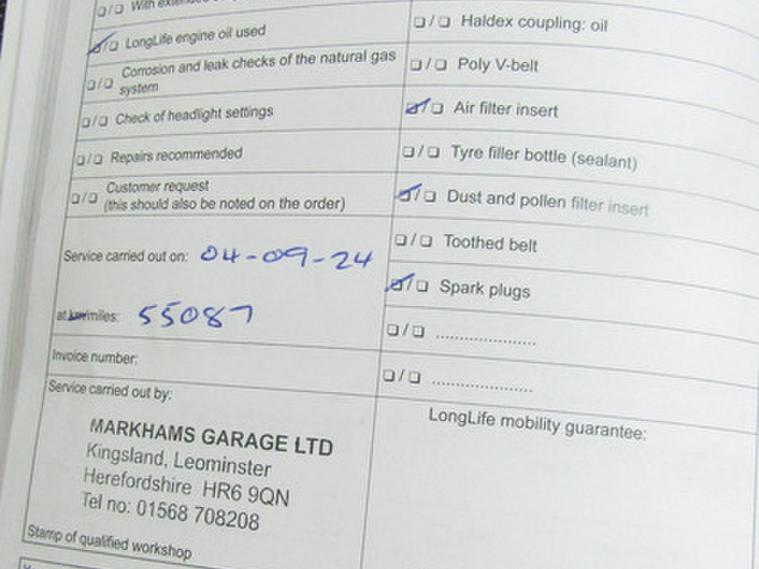 ❏/❏ With
❏/❏ LongLife engine oil used
❏/❏ Corrosion and leak checks of the natural gas
system
❏/❏ Check of headlight settings
❏/❏ Repairs recommended
❏/❏ Customer request
(this should also be noted on the order)
Service carried out on: 04-09-24
at km/miles: 55087
Invoice number:
Service carried out by:
MARKHAMS GARAGE LTD
Kingsland, Leominster
Herefordshire HR6 9QN
Tel no: 01568 708208
Stamp of qualified workshop
❏/❏ Haldex coupling: oil
❏/❏ Poly V-belt
❏/❏ Air filter insert
❏/❏ Tyre filler bottle (sealant)
❏/❏ Dust and pollen filter insert
❏/❏ Toothed belt
❏/❏ Spark plugs
❏/❏ .....................
❏/❏ .....................
LongLife mobility guarantee: